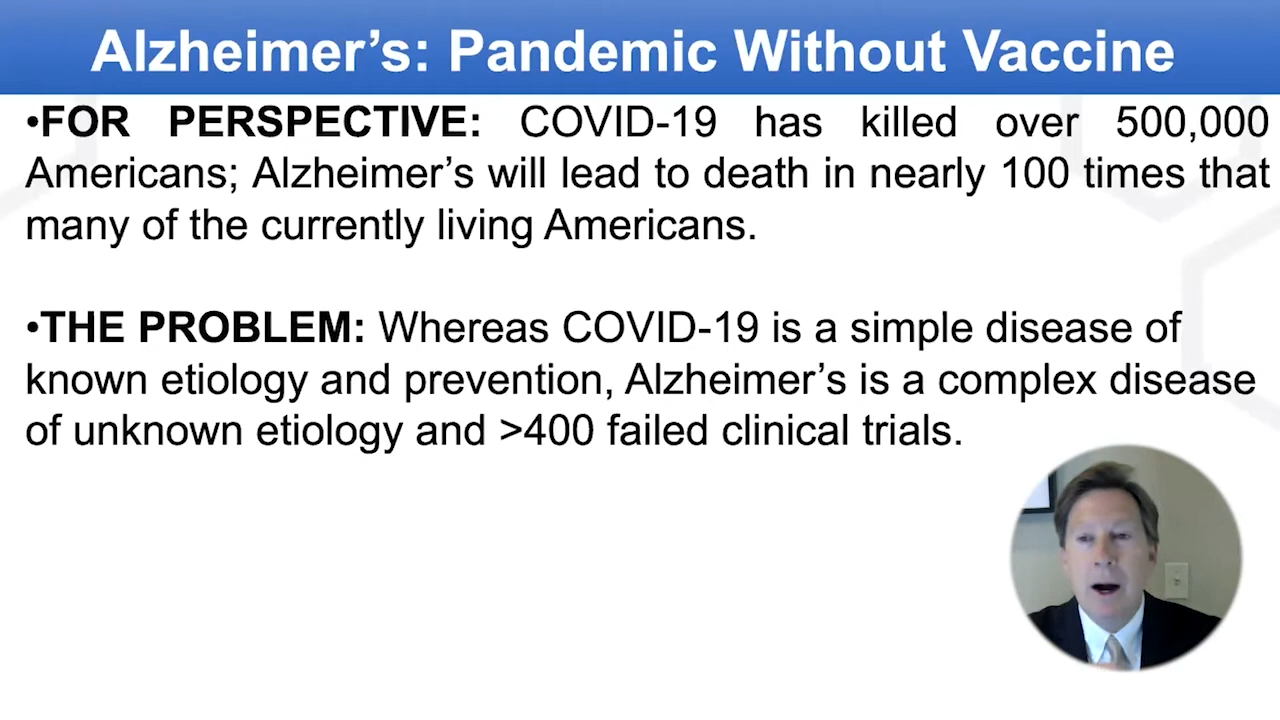 Alzheimer’s: Pandemic Without Vaccine
•FOR PERSPECTIVE: COVID-19 has killed over 500,000
Americans; Alzheimer’s will lead to death in nearly 100 times that
many of the currently living Americans.
•THE PROBLEM: Whereas COVID-19 is a simple disease of
known etiology and prevention, Alzheimer’s is a complex disease
of unknown etiology and >400 failed clinical trials.